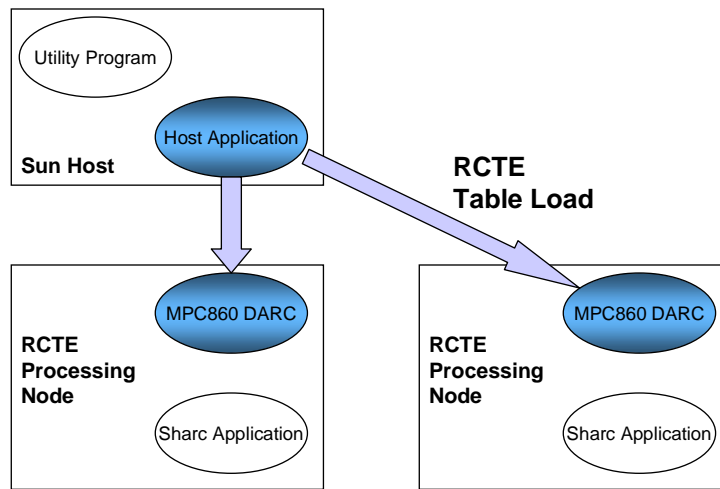 Utility Program
Host Application
Sun Host
RCTE
Table Load
MPC860 DARC
RCTE
Processing
Node
Sharc Application
MPC860 DARC
RCTE
Processing
Node
Sharc Application